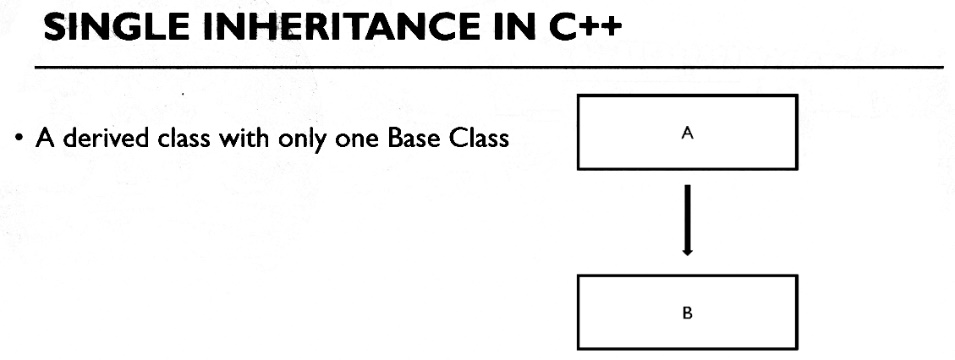 SINGLE INHERITANCE IN C++
• A derived class with only one Base Class
A
B